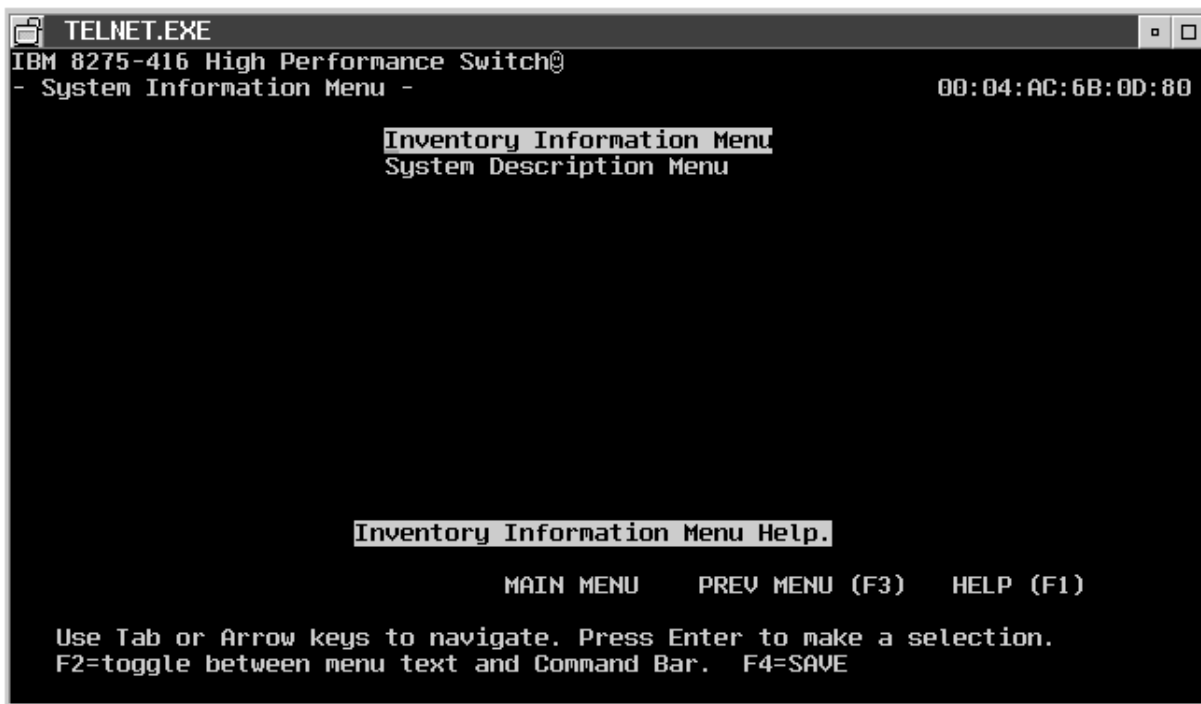 TELNET.EXE
IBM 8275-416 High Performance Switch☺
- System Information Menu - 00:04:AC:6B:0D:80
Inventory Information Menu
System Description Menu
Inventory Information Menu Help.
MAIN MENU PREV MENU (F3) HELP (F1)
Use Tab or Arrow keys to navigate. Press Enter to make a selection.
F2=toggle between menu text and Command Bar. F4=SAVE